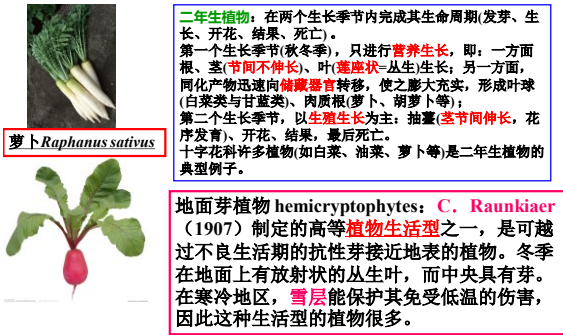 二年生植物：在两个生长季节内完成其生命周期(发芽、生
长、开花、结果、死亡)。
第一个生长季节(秋冬季)，只进行营养生长，即：一方面
根、茎(节间不伸长)、叶(莲座状=丛生)生长；另一方面，
同化产物迅速向储藏器官转移，使之膨大充实，形成叶球
(白菜类与甘蓝类)、肉质根(萝卜、胡萝卜等)；
第二个生长季节，以生殖生长为主：抽薹(茎节间伸长，花
序发育)、开花、结果，最后死亡。
十字花科许多植物(如白菜、油菜、萝卜等)是二年生植物的
典型例子。
萝卜Raphanus sativus
地面芽植物 hemicryptophytes：C．Raunkiaer
（1907）制定的高等植物生活型之一，是可越
过不良生活期的抗性芽接近地表的植物。冬季
在地面上有放射状的丛生叶，而中央具有芽。
在寒冷地区，雪层能保护其免受低温的伤害，
因此这种生活型的植物很多。